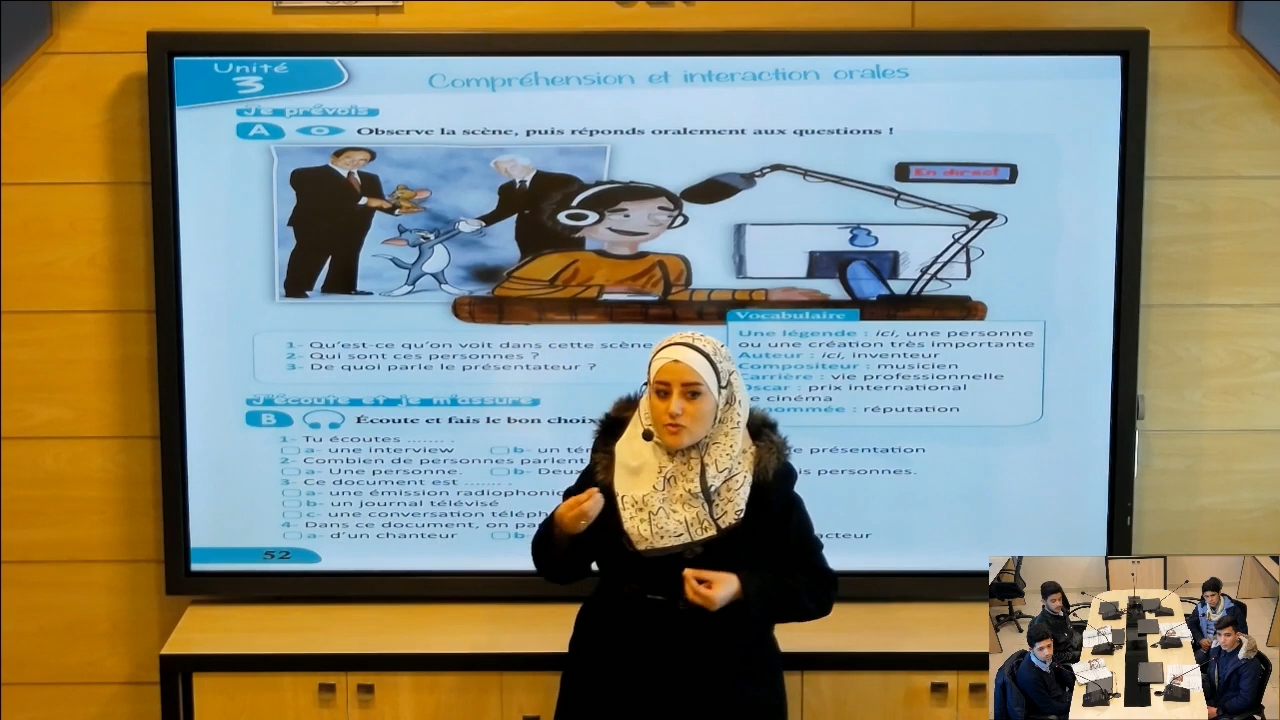 Unité
3
Compréhension et interaction orales
Je prévois
A Observe la scène, puis réponds oralement aux questions !
En direct
1- Qu'est-ce qu'on voit dans cette scène
2- Qui sont ces personnes ?
3- De quoi parle le présentateur ?
Vocabulaire
Une légende : ici, une personne
ou une création très importante
Auteur : ici, inventeur
Compositeur : musicien
Carrière : vie professionnelle
Oscar : prix international
cinéma
: réputation
J'écoute et je m'assure
B Écoute et fais le bon choix
1- Tu écoutes ....... .
a- une interview b- un présentation
2- Combien de personnes parlent
a- Une personne. b- Deux personnes.
3- Ce document est ....... .
a- une émission
b- un journal télévisé
c- une conversation
4- Dans ce document, on
a- d'un chanteur b- acteur
52